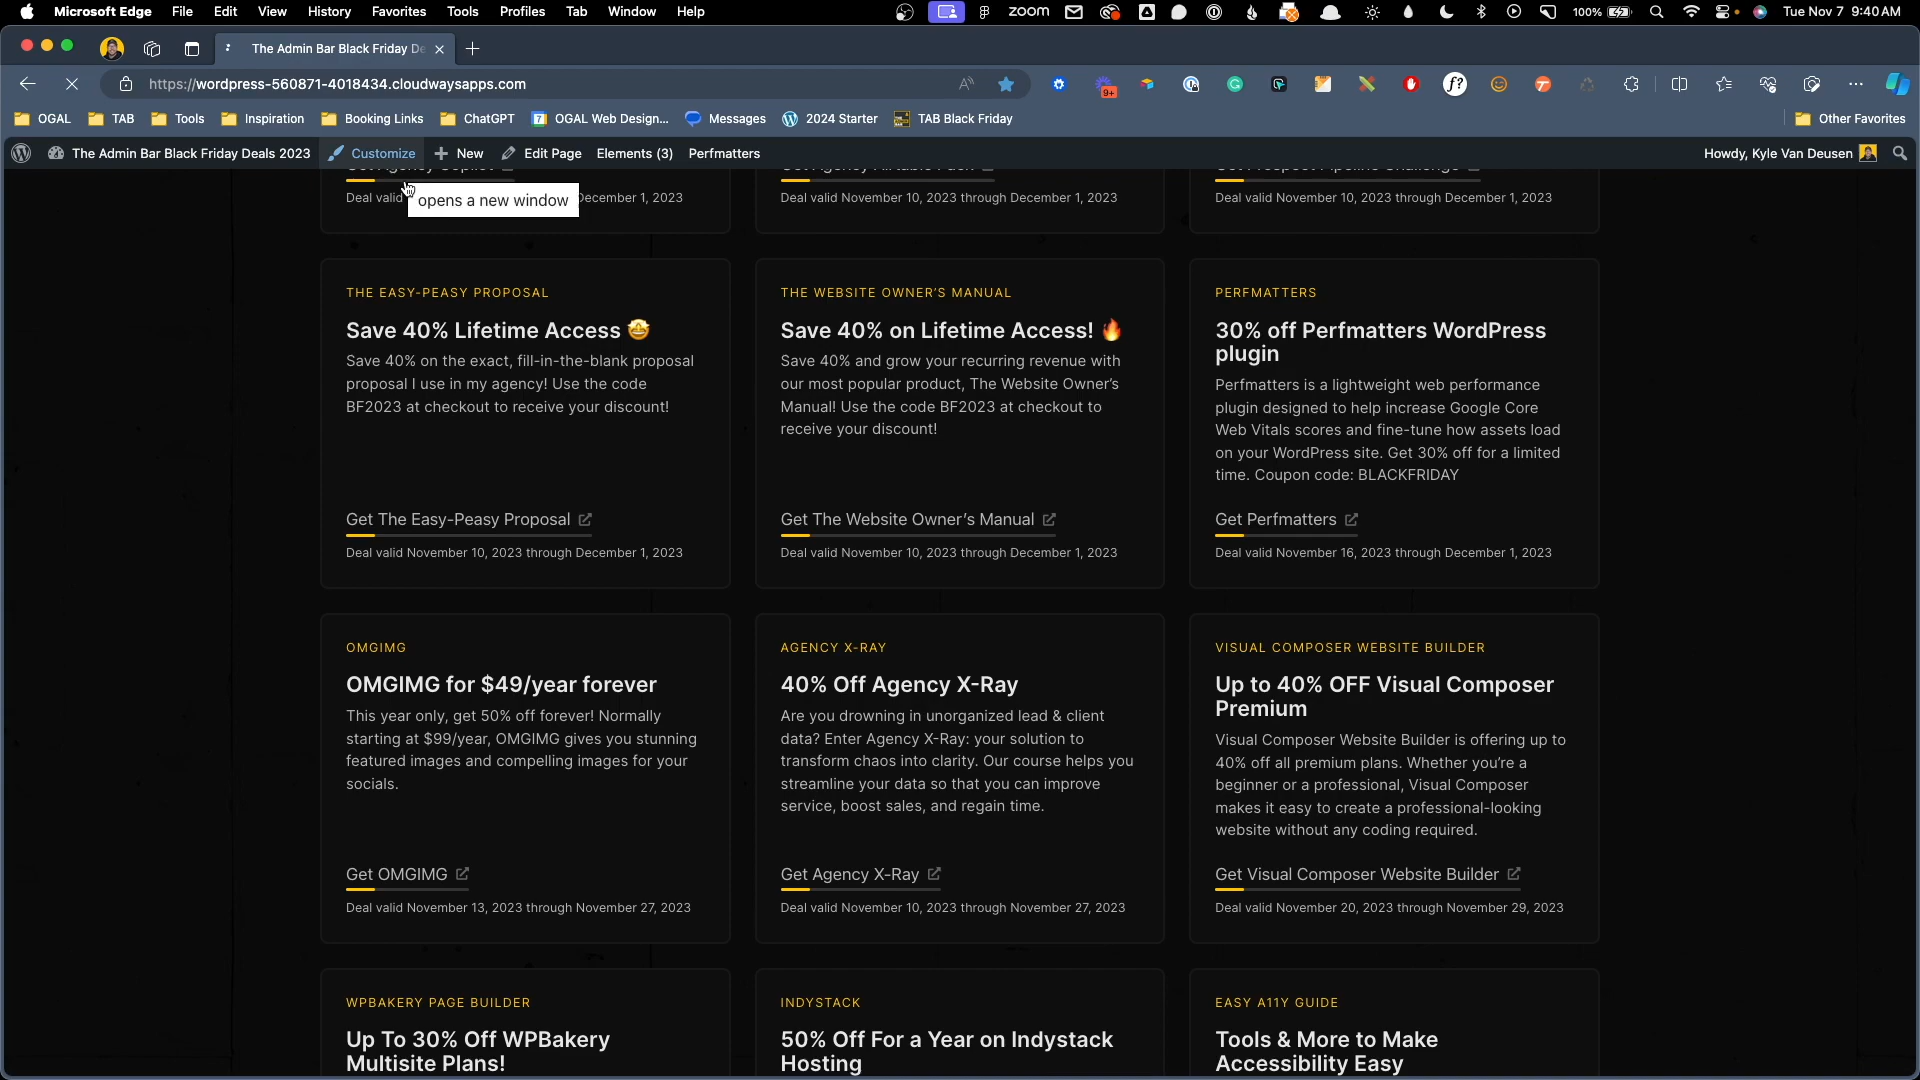 Microsoft Edge File Edit View History Favorites Tools Profiles Tab Window Help zoom 100% Tue Nov 7 9:40 AM
The Admin Bar Black Friday De
https://wordpress-560871-4018434.cloudwaysapps.com 9+ f?
OGAL TAB Tools Inspiration Booking Links ChatGPT 7 OGAL Web Design... Messages 2024 Starter TAB Black Friday Other Favorites
The Admin Bar Black Friday Deals 2023 Customize New Edit Page Elements (3) Perfmatters Howdy, Kyle Van Deusen
Deal valid December 1, 2023
opens a new window
Deal valid November 10, 2023 through December 1, 2023
Deal valid November 10, 2023 through December 1, 2023
THE EASY-PEASY PROPOSAL
Save 40% Lifetime Access 🤩
Save 40% on the exact, fill-in-the-blank proposal
proposal I use in my agency! Use the code
BF2023 at checkout to receive your discount!
Get The Easy-Peasy Proposal
Deal valid November 10, 2023 through December 1, 2023
THE WEBSITE OWNER'S MANUAL
Save 40% on Lifetime Access! 🔥
Save 40% and grow your recurring revenue with
our most popular product, The Website Owner's
Manual! Use the code BF2023 at checkout to
receive your discount!
Get The Website Owner's Manual
Deal valid November 10, 2023 through December 1, 2023
PERFMATTERS
30% off Perfmatters WordPress
plugin
Perfmatters is a lightweight web performance
plugin designed to help increase Google Core
Web Vitals scores and fine-tune how assets load
on your WordPress site. Get 30% off for a limited
time. Coupon code: BLACKFRIDAY
Get Perfmatters
Deal valid November 16, 2023 through December 1, 2023
OMGIMG
OMGIMG for $49/year forever
This year only, get 50% off forever! Normally
starting at $99/year, OMGIMG gives you stunning
featured images and compelling images for your
socials.
Get OMGIMG
Deal valid November 13, 2023 through November 27, 2023
AGENCY X-RAY
40% Off Agency X-Ray
Are you drowning in unorganized lead & client
data? Enter Agency X-Ray: your solution to
transform chaos into clarity. Our course helps you
streamline your data so that you can improve
service, boost sales, and regain time.
Get Agency X-Ray
Deal valid November 10, 2023 through November 27, 2023
VISUAL COMPOSER WEBSITE BUILDER
Up to 40% OFF Visual Composer
Premium
Visual Composer Website Builder is offering up to
40% off all premium plans. Whether you're a
beginner or a professional, Visual Composer
makes it easy to create a professional-looking
website without any coding required.
Get Visual Composer Website Builder
Deal valid November 20, 2023 through November 29, 2023
WPBAKERY PAGE BUILDER
Up To 30% Off WPBakery
Multisite Plans!
INDYSTACK
50% Off For a Year on Indystack
Hosting
EASY A11Y GUIDE
Tools & More to Make
Accessibility Easy